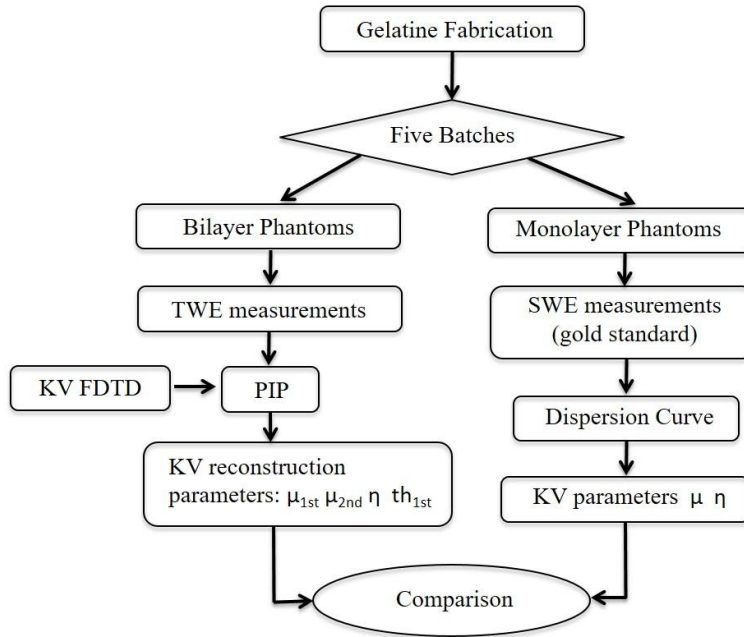 Gelatine Fabrication
Five Batches
Bilayer Phantoms
TWE measurements
KV FDTD
PIP
KV reconstruction
parameters: μ1st μ2nd η th1st
Monolayer Phantoms
SWE measurements
(gold standard)
Dispersion Curve
KV parameters μ η
Comparison